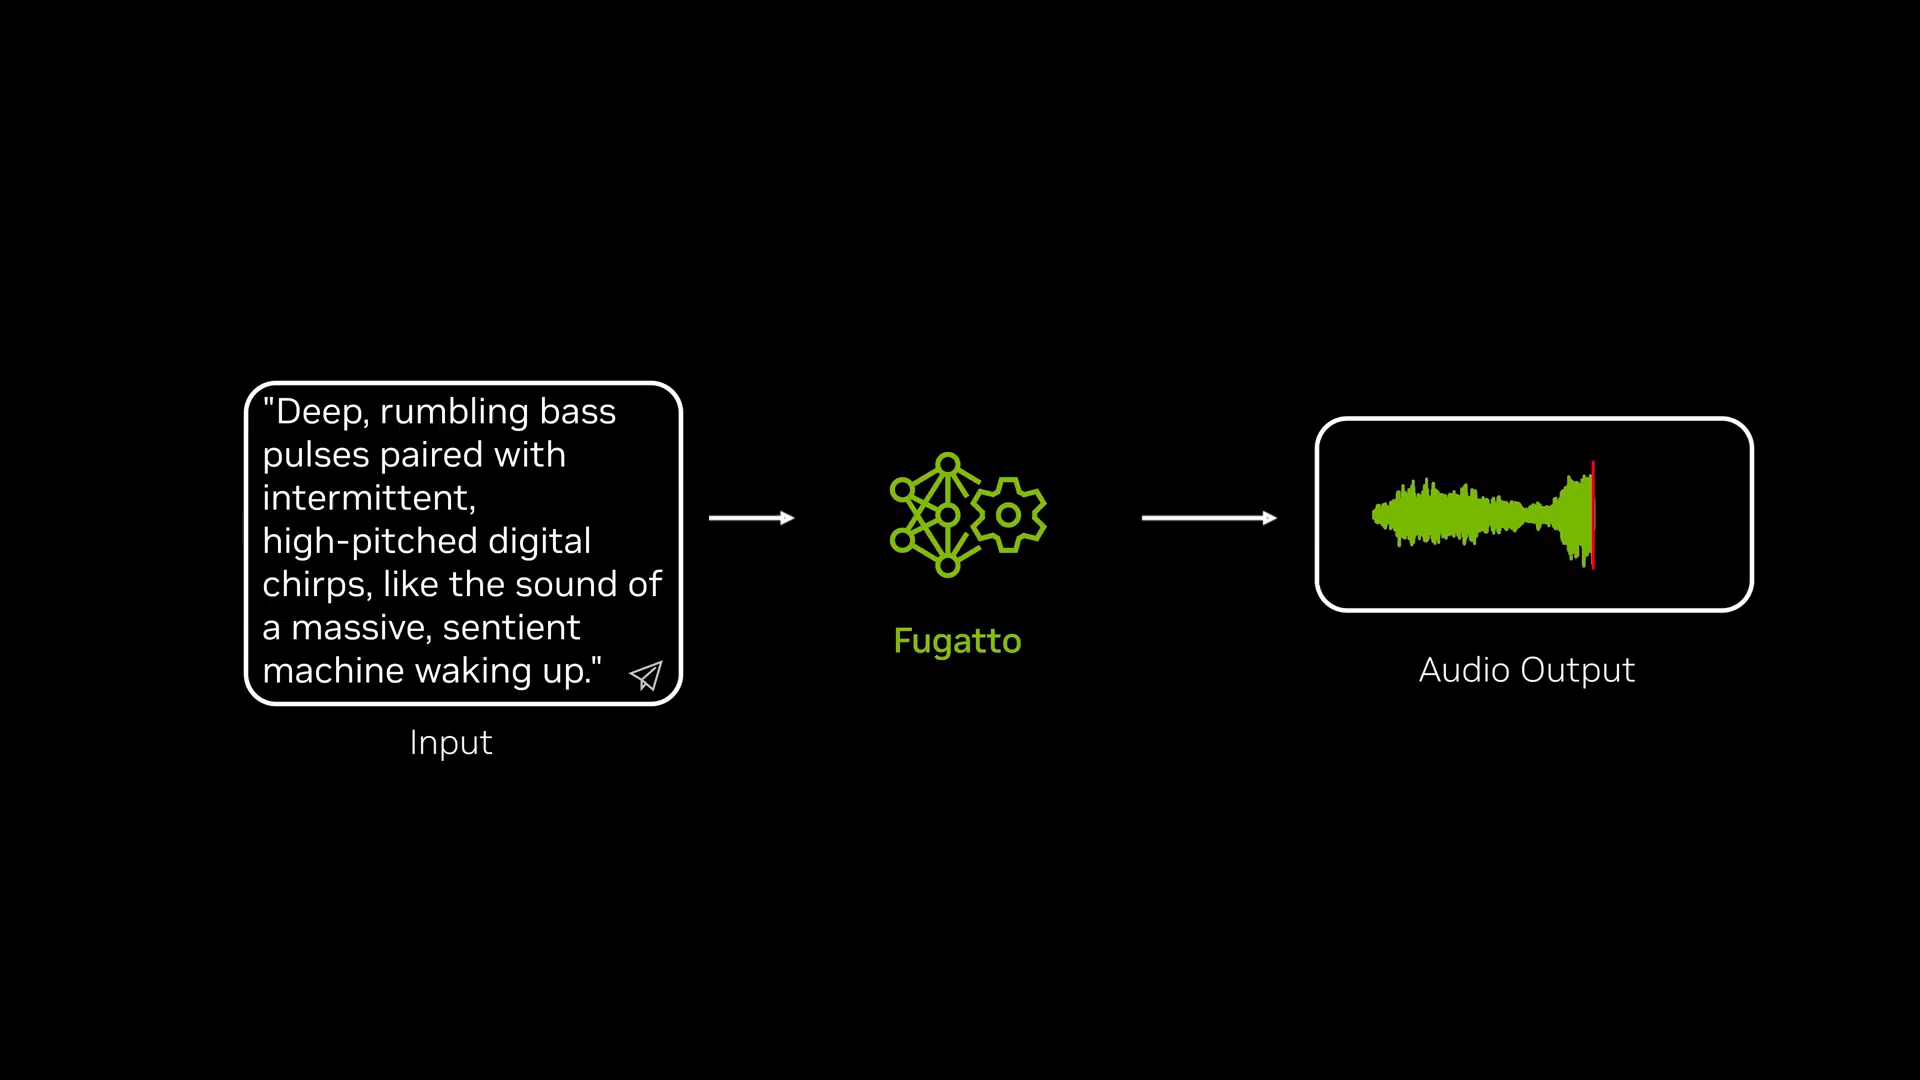 "Deep, rumbling bass
pulses paired with
intermittent,
high-pitched digital
chirps, like the sound of
a massive, sentient
machine waking up."
Input
Fugatto
Audio Output